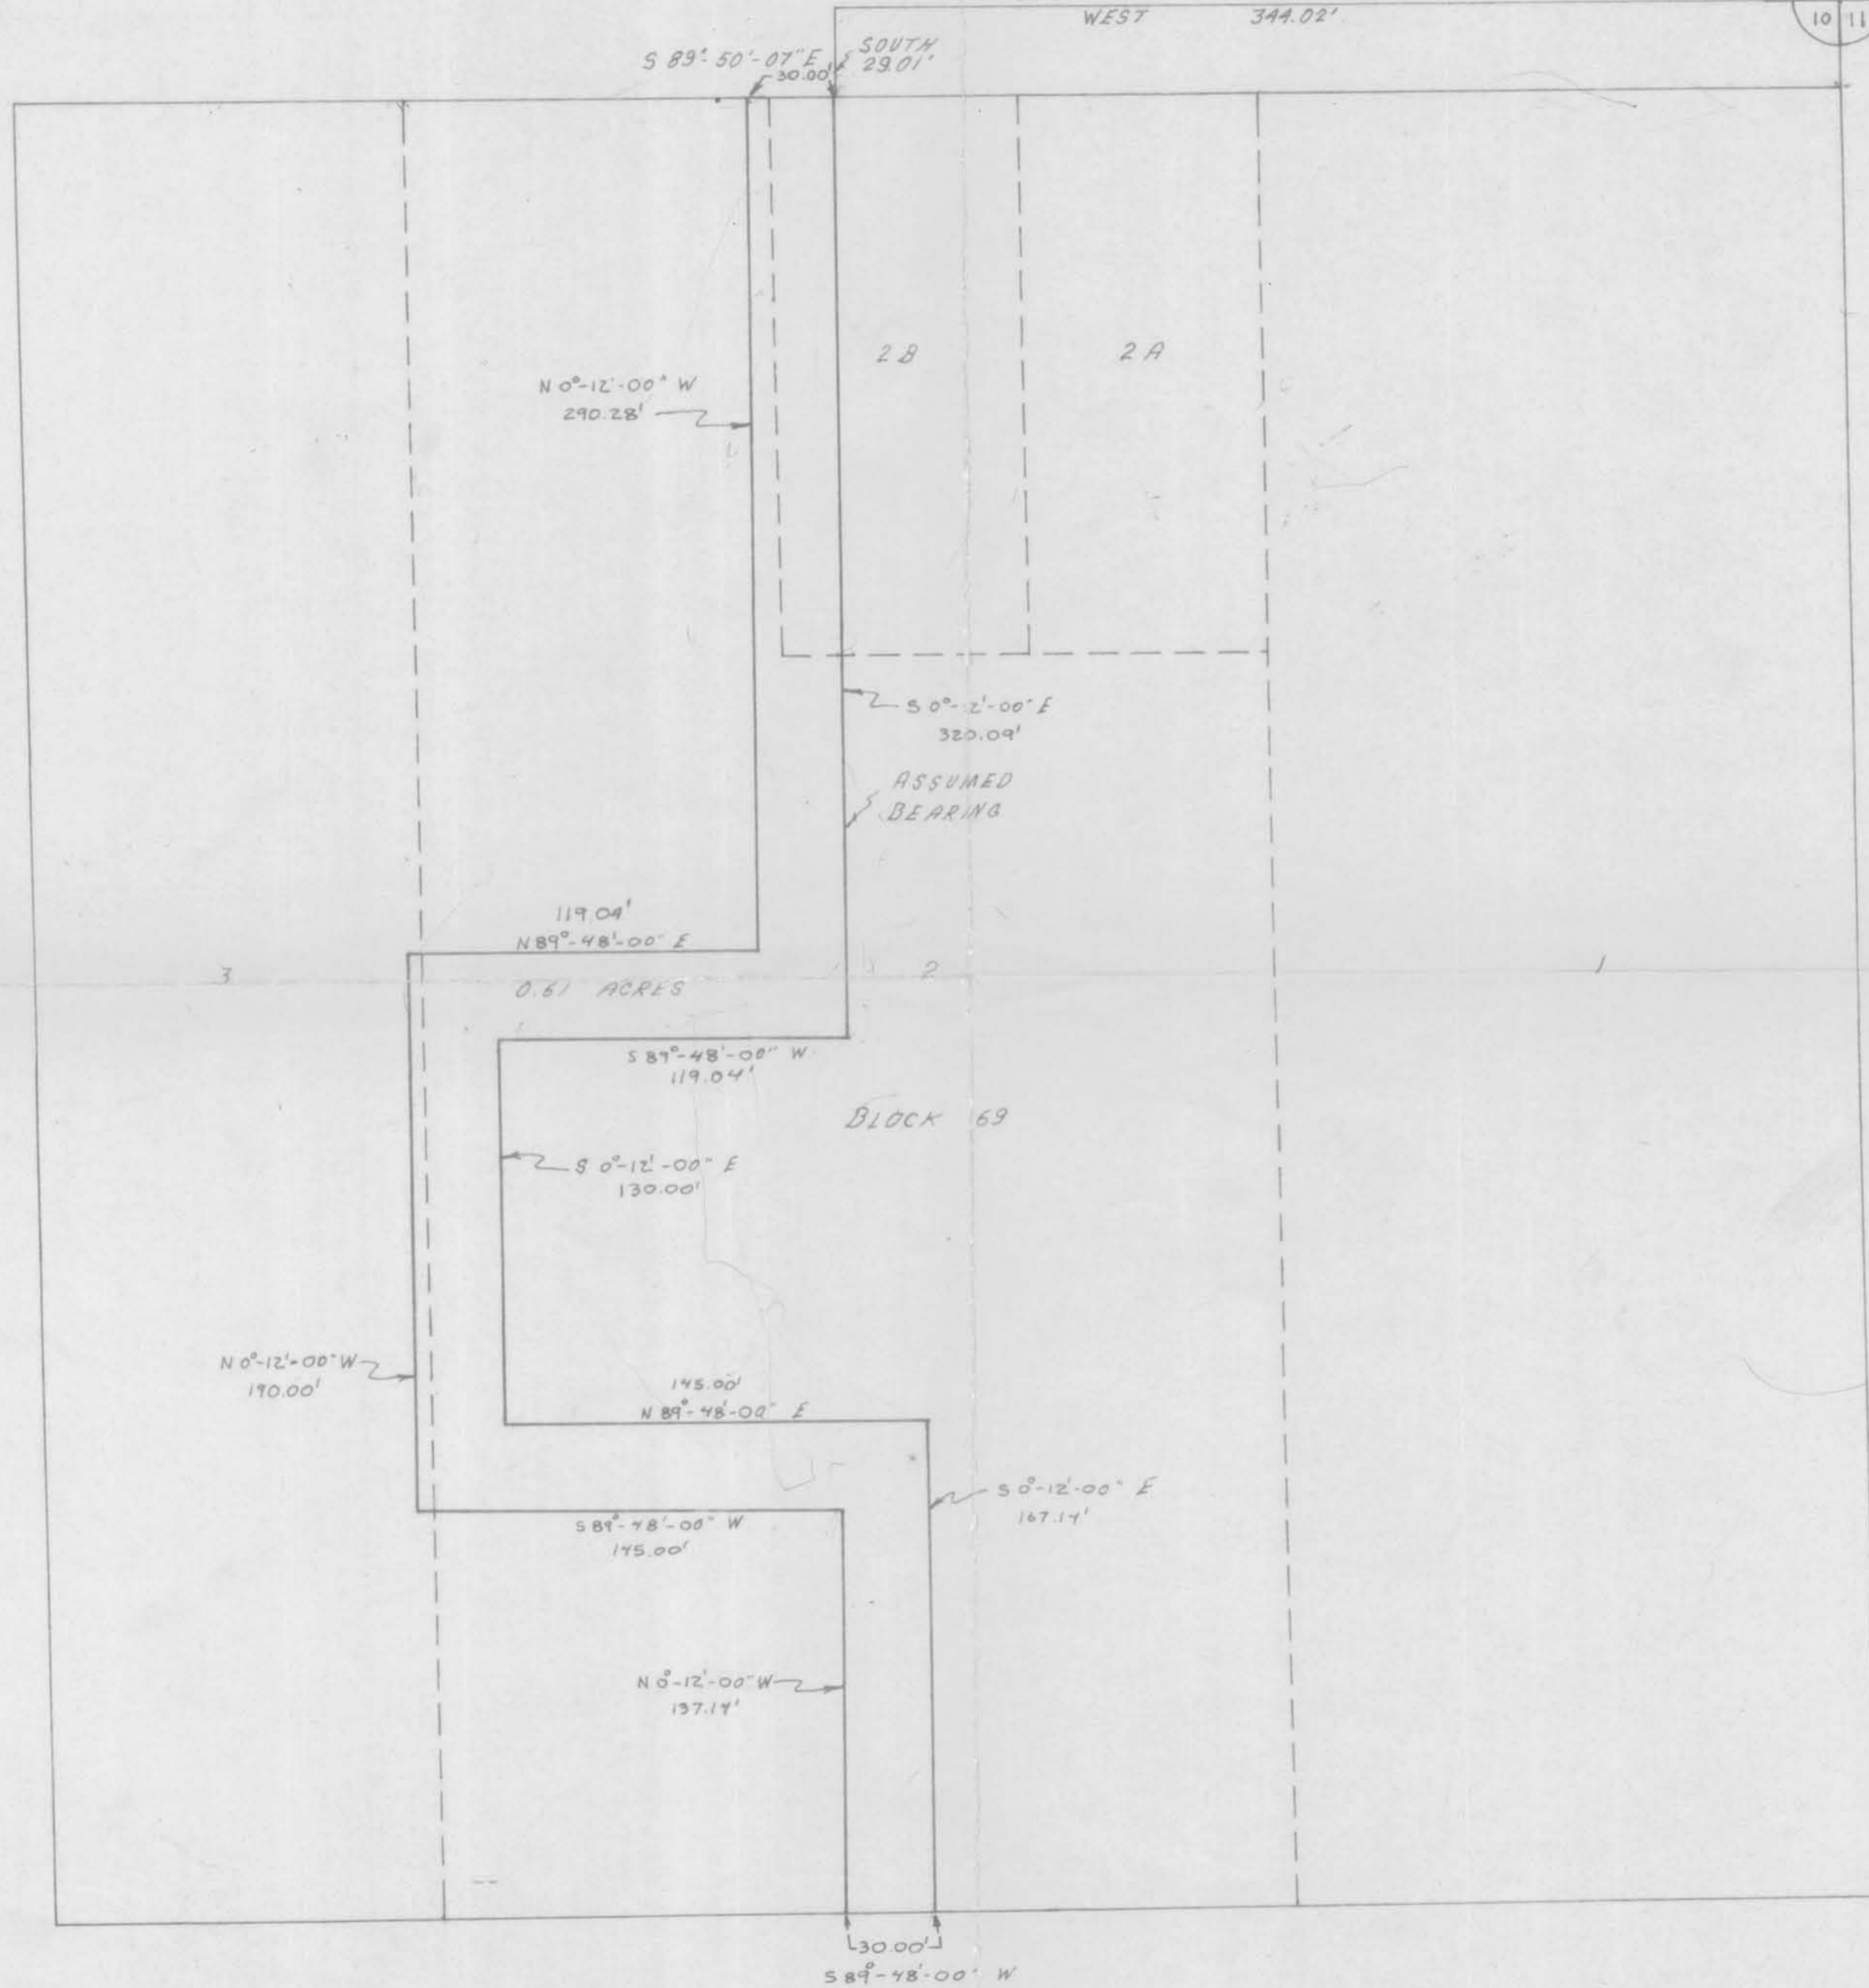 WEST 344.02'
10 11
S 89°-50'-07" E
30.00'
SOUTH
29.01'
2 B
2 A
N 0°-12'-00" W
290.28'
S 0°-12'-00" E
320.09'
ASSUMED
BEARING
119.04'
N 89°-48'-00" E
3
0.61 ACRES
2
1
S 89°-48'-00" W
119.04'
BLOCK 69
S 0°-12'-00" E
130.00'
N 0°-12'-00" W
190.00'
145.00'
N 89°-48'-00" E
S 0°-12'-00" E
167.14'
S 89°-48'-00" W
145.00'
N 0°-12'-00" W
137.14'
30.00'
S 89°-48'-00" W